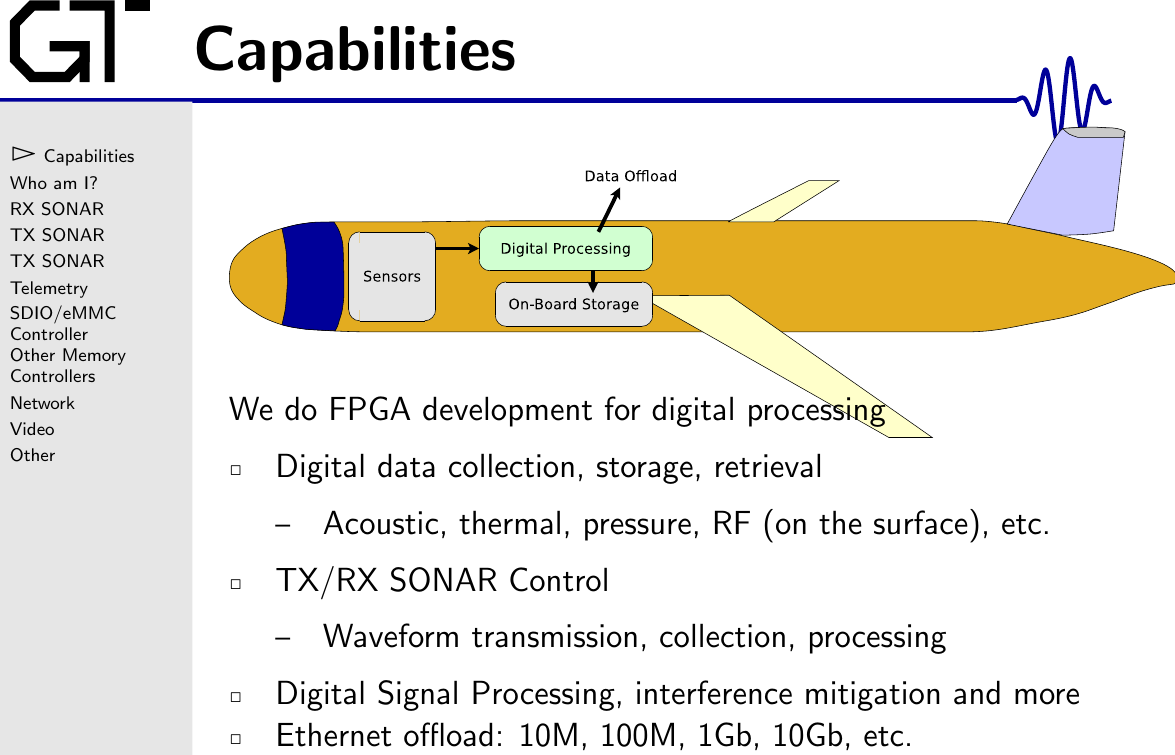 GT
Capabilities
Capabilities
Who am I?
RX SONAR
TX SONAR
TX SONAR
Telemetry
SDIO/eMMC
Controller
Other Memory
Controllers
Network
Video
Other
Data Offload
Digital Processing
Sensors
On-Board Storage
We do FPGA development for digital processing
Digital data collection, storage, retrieval
– Acoustic, thermal, pressure, RF (on the surface), etc.
TX/RX SONAR Control
– Waveform transmission, collection, processing
Digital Signal Processing, interference mitigation and more
Ethernet offload: 10M, 100M, 1Gb, 10Gb, etc.